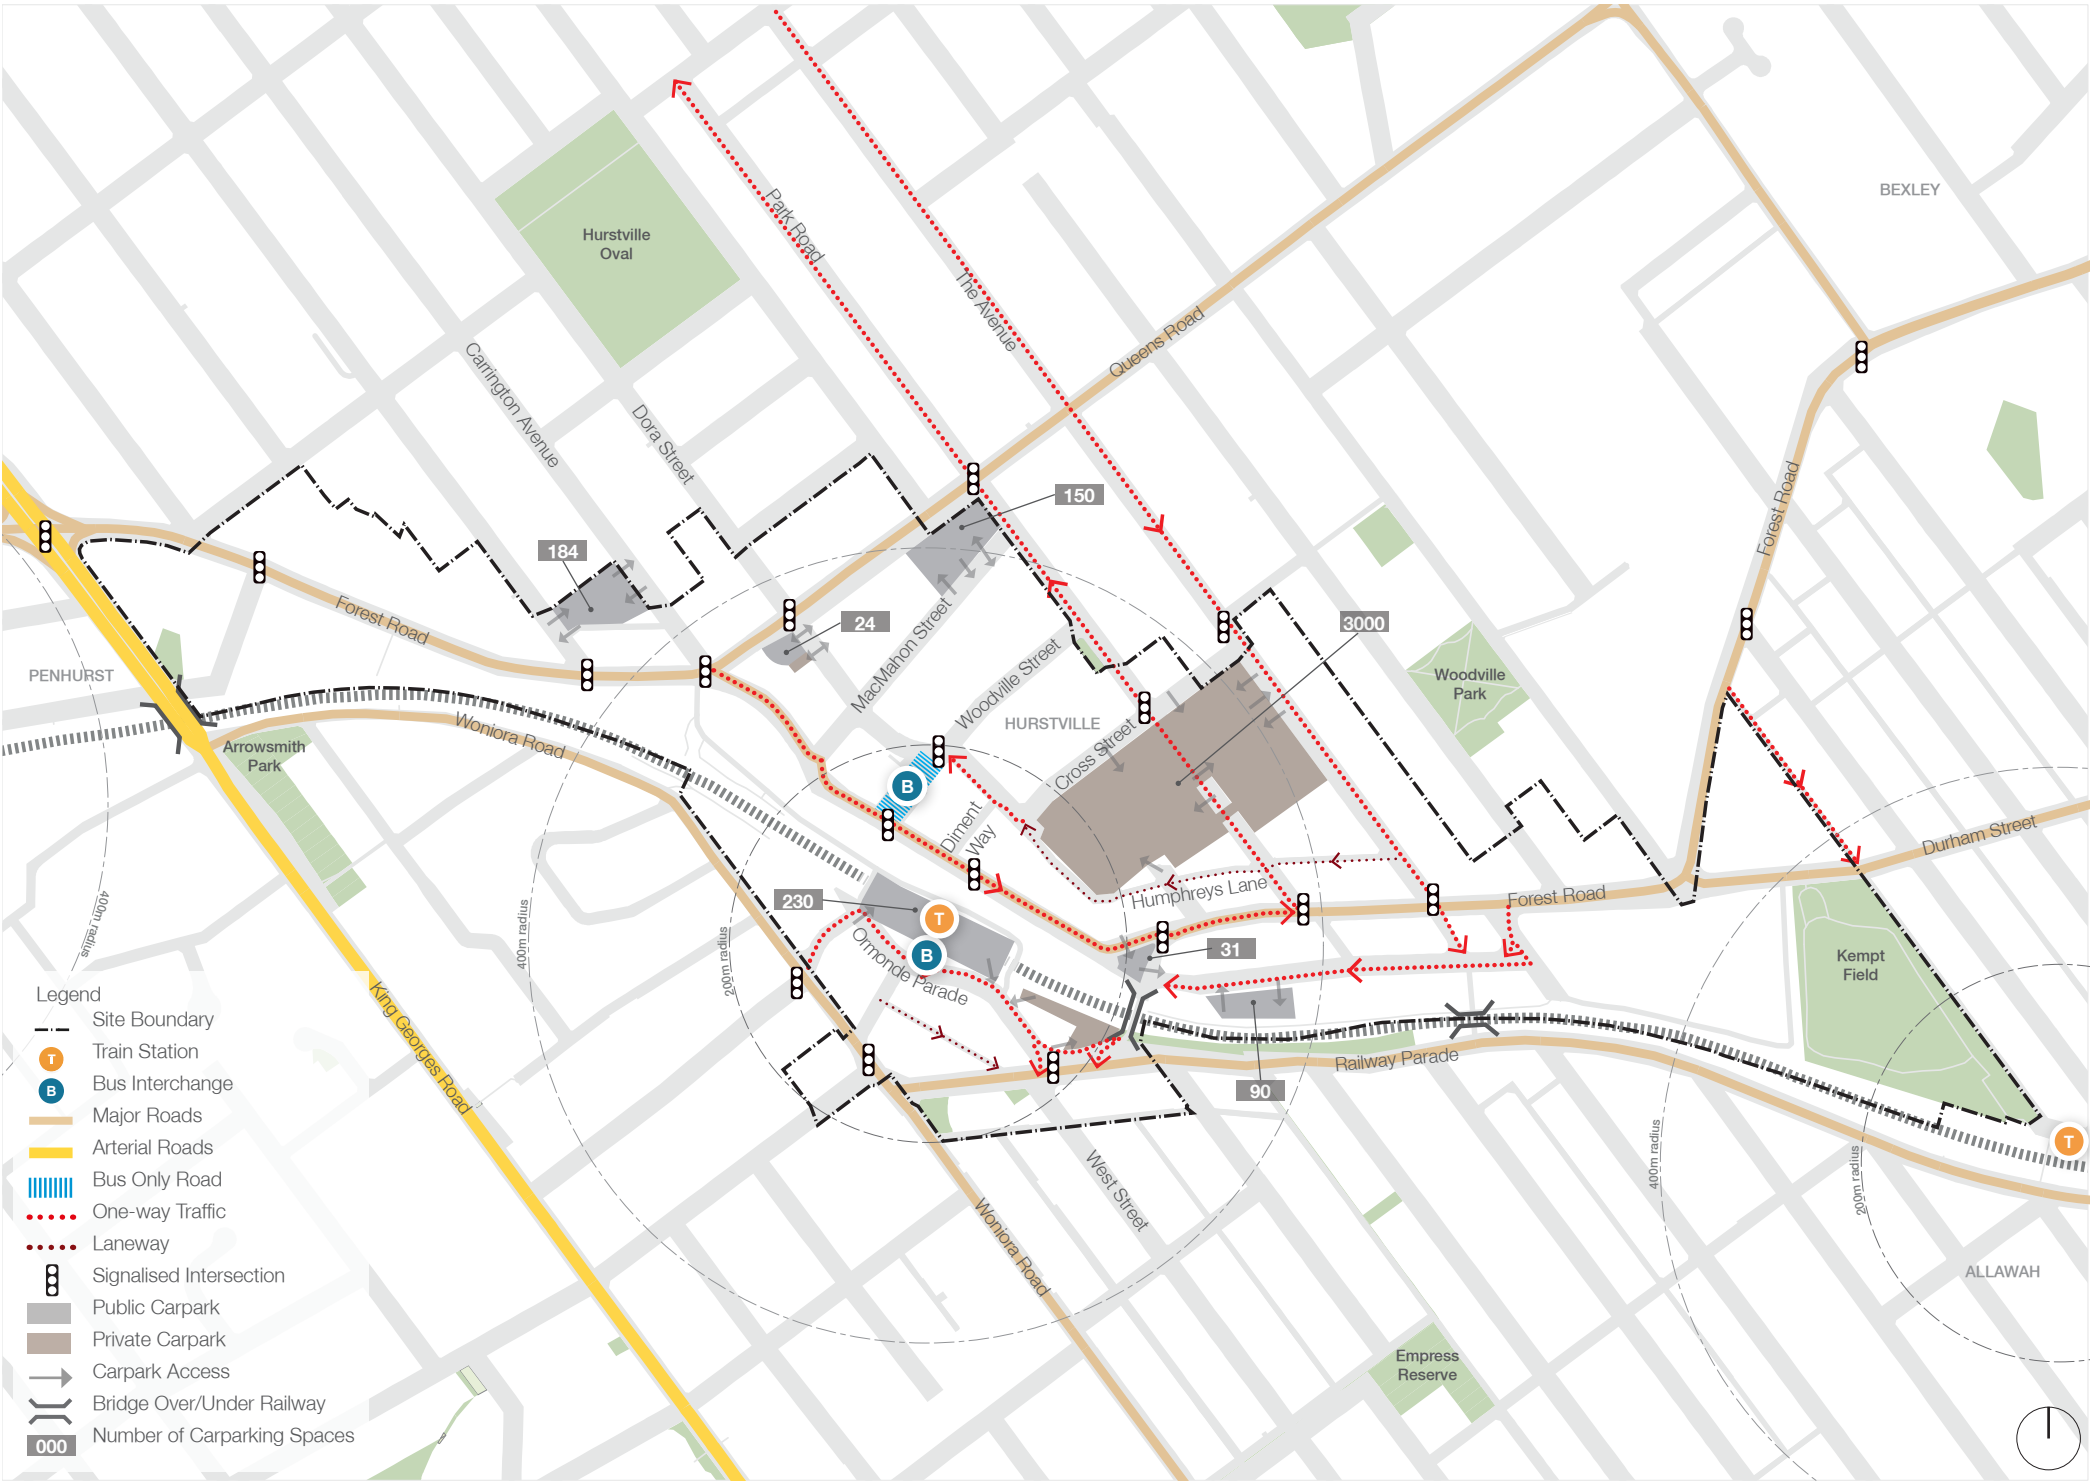 BEXLEY
Hurstville
Oval
Park Road
The Avenue
Queens Road
Carrington Avenue
Dora Street
150
184
Forest Road
Forest Road
24
3000
MacMahon Street
Woodville Street
PENHURST
Woodville
Park
HURSTVILLE
Arrowsmith
Park
Woniora Road
Cross Street
B
Diment
Way
Durham Street
Humphreys Lane
Forest Road
230
T
B
31
Ormonde Parade
Kempt
Field
400m radius
400m radius
200m radius
King Georges Road
Railway Parade
90
T
West Street
400m radius
200m radius
Woniora Road
ALLAWAH
Empress
Reserve
Legend
Site Boundary
T Train Station
B Bus Interchange
Major Roads
Arterial Roads
Bus Only Road
One-way Traffic
Laneway
Signalised Intersection
Public Carpark
Private Carpark
Carpark Access
Bridge Over/Under Railway
000 Number of Carparking Spaces